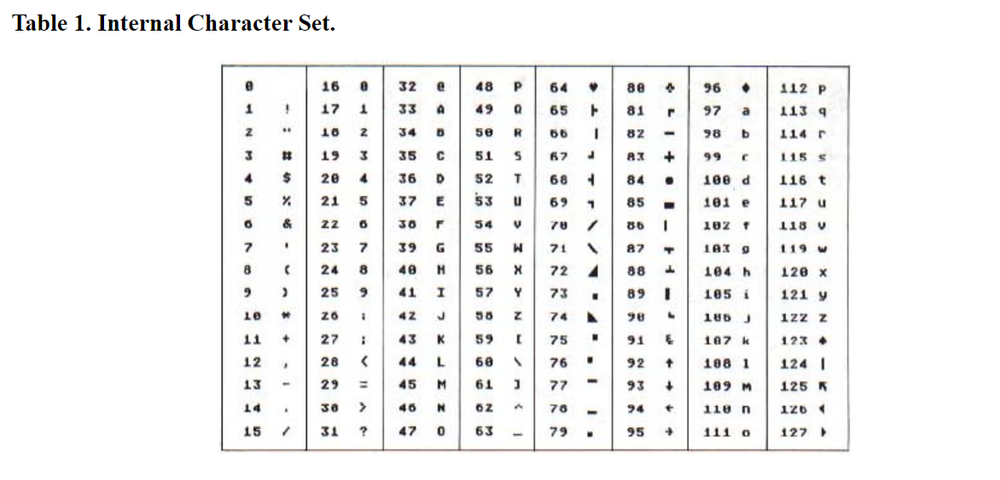 Table 1. Internal Character Set.
0 16 0 32 @ 48 P 64 ♥ 80 ♣ 96 ♦ 112 p
1 ! 17 1 33 A 49 Q 65 ├ 81 ┌ 97 a 113 q
2 " 18 2 34 B 50 R 66 | 82 ─ 98 b 114 r
3 # 19 3 35 C 51 S 67 ┘ 83 ┼ 99 c 115 s
4 $ 20 4 36 D 52 T 68 ┤ 84 ● 100 d 116 t
5 % 21 5 37 E 53 U 69 ┐ 85 ▄ 101 e 117 u
6 & 22 6 38 F 54 V 70 ╱ 86 | 102 f 118 v
7 ' 23 7 39 G 55 W 71 ╲ 87 ┬ 103 g 119 w
8 ( 24 8 40 H 56 X 72 ◢ 88 ┴ 104 h 120 x
9 ) 25 9 41 I 57 Y 73 ▗ 89 ▌ 105 i 121 y
10 * 26 : 42 J 58 Z 74 ◣ 90 └ 106 j 122 z
11 + 27 ; 43 K 59 [ 75 ▝ 91 ␛ 107 k 123 ♠
12 , 28 < 44 L 60 \ 76 ▘ 92 ↑ 108 l 124 |
13 - 29 = 45 M 61 ] 77 ▔ 93 ↓ 109 m 125 ↖
14 . 30 > 46 N 62 ^ 78 ▂ 94 ← 110 n 126 ◀
15 / 31 ? 47 O 63 _ 79 ▖ 95 → 111 o 127 ▶